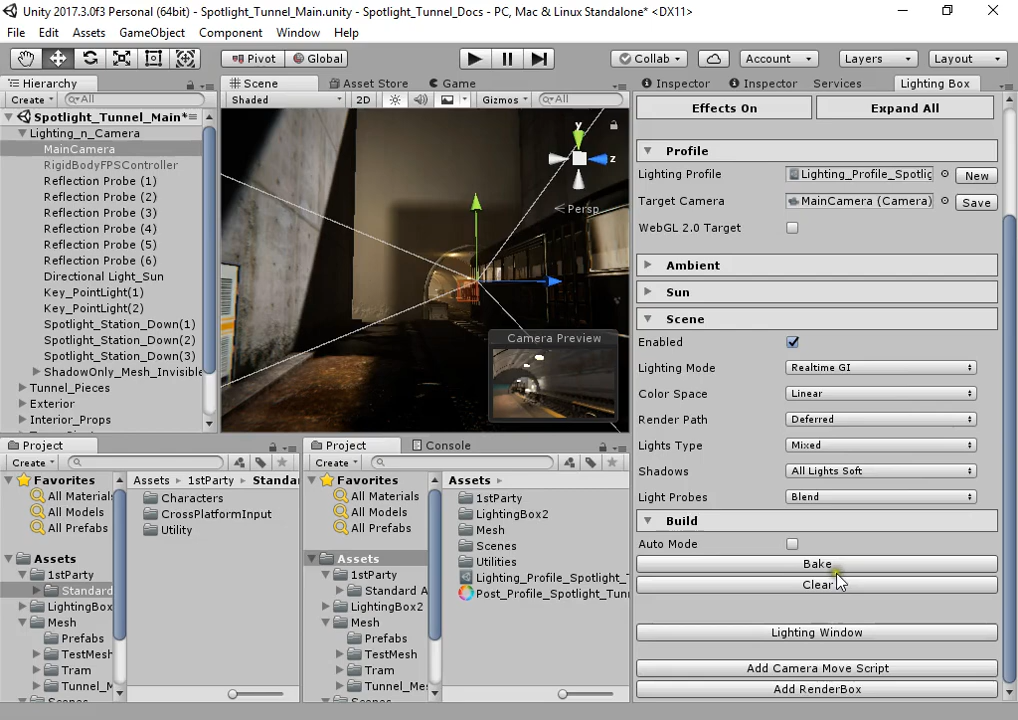 Unity 2017.3.0f3 Personal (64bit) - Spotlight_Tunnel_Main.unity - Spotlight_Tunnel_Docs - PC, Mac & Linux Standalone* <DX11>
File Edit Assets GameObject Component Window Help
Pivot Global Collab Account Layers Layout
Hierarchy
Create All
Spotlight_Tunnel_Main*
Lighting_n_Camera
MainCamera
RigidBodyFPSController
Reflection Probe (1)
Reflection Probe (2)
Reflection Probe (3)
Reflection Probe (4)
Reflection Probe (5)
Reflection Probe (6)
Directional Light_Sun
Key_PointLight(1)
Key_PointLight(2)
Spotlight_Station_Down(1)
Spotlight_Station_Down(2)
Spotlight_Station_Down(3)
ShadowOnly_Mesh_Invisible
Tunnel_Pieces
Exterior
Interior_Props
Scene Asset Store Game
Shaded 2D Gizmos All
y
z
Persp
Camera Preview
Inspector Inspector Services Lighting Box
Effects On Expand All
Profile
Lighting Profile Lighting_Profile_Spotlig New
Target Camera MainCamera (Camera) Save
WebGL 2.0 Target
Ambient
Sun
Scene
Enabled
Lighting Mode Realtime GI
Color Space Linear
Render Path Deferred
Lights Type Mixed
Shadows All Lights Soft
Light Probes Blend
Build
Auto Mode
Bake
Clear
Lighting Window
Add Camera Move Script
Add RenderBox
Project
Create
Favorites
All Materials
All Models
All Prefabs
Assets
1stParty
Standard
LightingBox
Mesh
Prefabs
TestMesh
Tram
Tunnel_M
Assets 1stParty Standa
Characters
CrossPlatformInput
Utility
Project Console
Create
Favorites
All Materials
All Models
All Prefabs
Assets
1stParty
Standard A
LightingBox2
Mesh
Prefabs
TestMesh
Tram
Tunnel_Mes
Assets
1stParty
LightingBox2
Mesh
Scenes
Utilities
Lighting_Profile_Spotlight_T
Post_Profile_Spotlight_Tunn